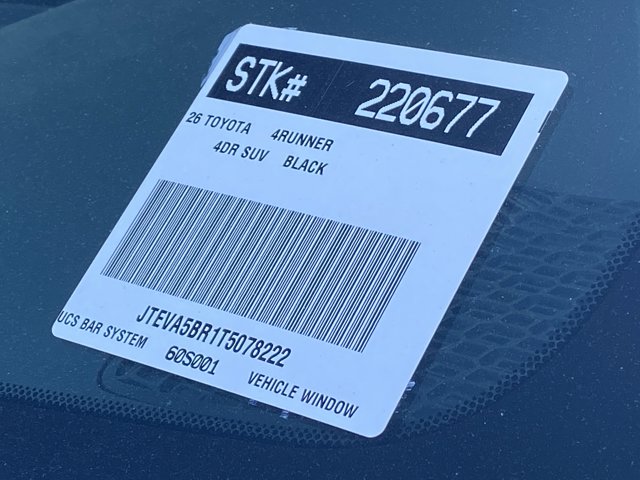 STK# 220677
26 TOYOTA 4RUNNER
4DR SUV BLACK
JTEVA5BR1T5078222
UCS BAR SYSTEM 60S001 VEHICLE WINDOW